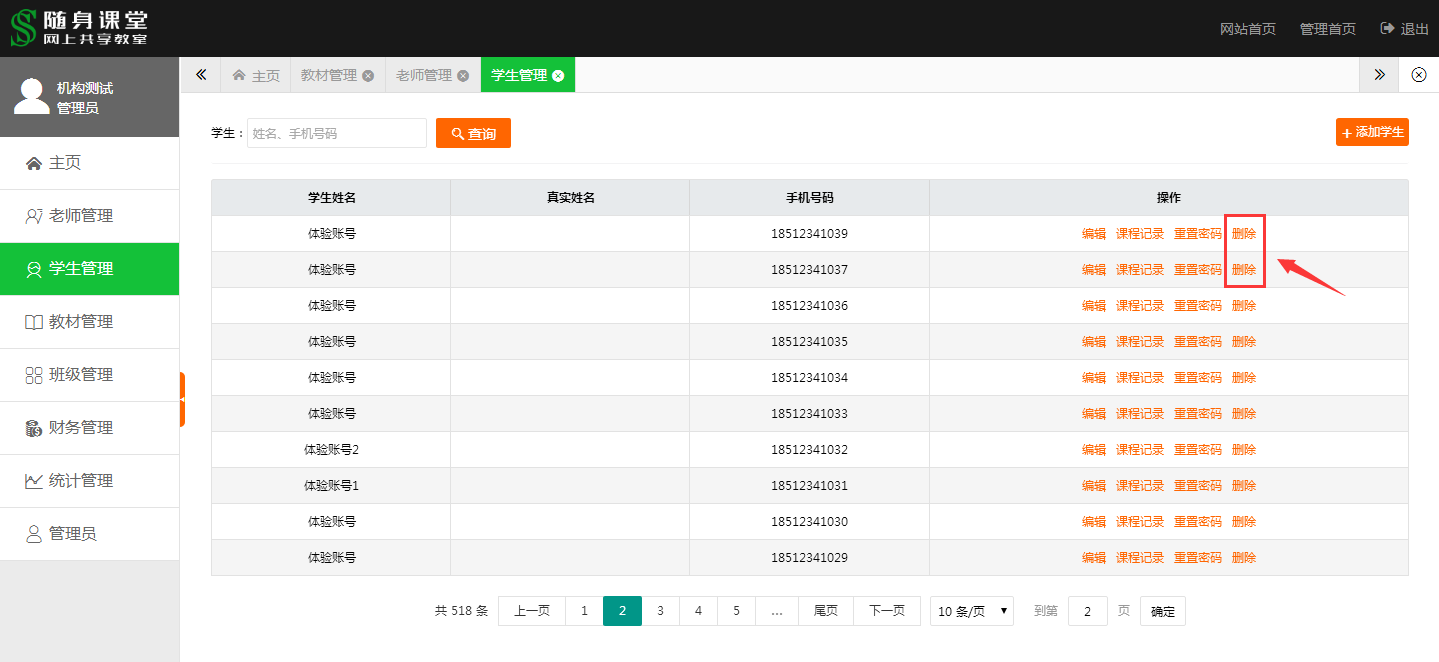 随身课堂
网上共享教室
网站首页 管理首页 退出
机构测试
管理员
主页 教材管理 老师管理 学生管理
主页
老师管理
学生管理
教材管理
班级管理
财务管理
统计管理
管理员
学生： 姓名、手机号码 查询 + 添加学生
学生姓名 真实姓名 手机号码 操作
体验账号 18512341039 编辑 课程记录 重置密码 删除
体验账号 18512341037 编辑 课程记录 重置密码 删除
体验账号 18512341036 编辑 课程记录 重置密码 删除
体验账号 18512341035 编辑 课程记录 重置密码 删除
体验账号 18512341034 编辑 课程记录 重置密码 删除
体验账号 18512341033 编辑 课程记录 重置密码 删除
体验账号2 18512341032 编辑 课程记录 重置密码 删除
体验账号1 18512341031 编辑 课程记录 重置密码 删除
体验账号 18512341030 编辑 课程记录 重置密码 删除
体验账号 18512341029 编辑 课程记录 重置密码 删除
共 518 条 上一页 1 2 3 4 5 ... 尾页 下一页 10 条/页 到第 2 页 确定